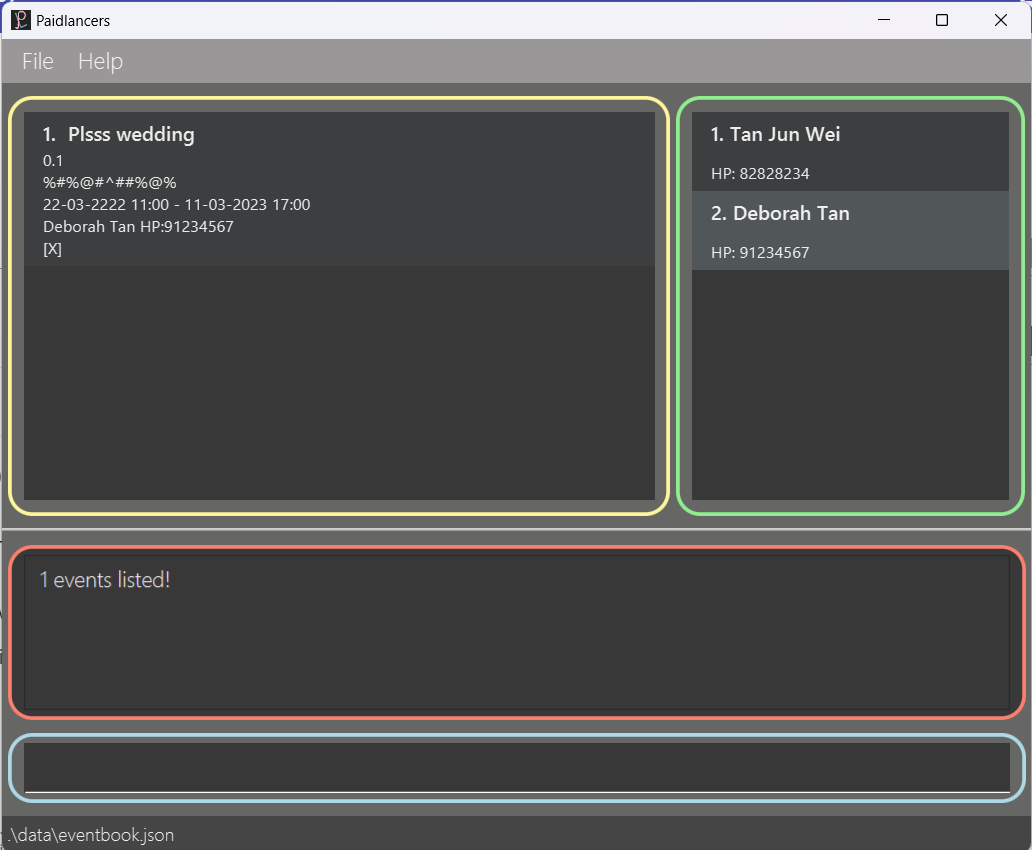 Paidlancers
File Help
1. Plsss wedding
0.1
%#%@#^##%@%
22-03-2222 11:00 - 11-03-2023 17:00
Deborah Tan HP:91234567
[X]
1. Tan Jun Wei
HP: 82828234
2. Deborah Tan
HP: 91234567
1 events listed!
.\data\eventbook.json